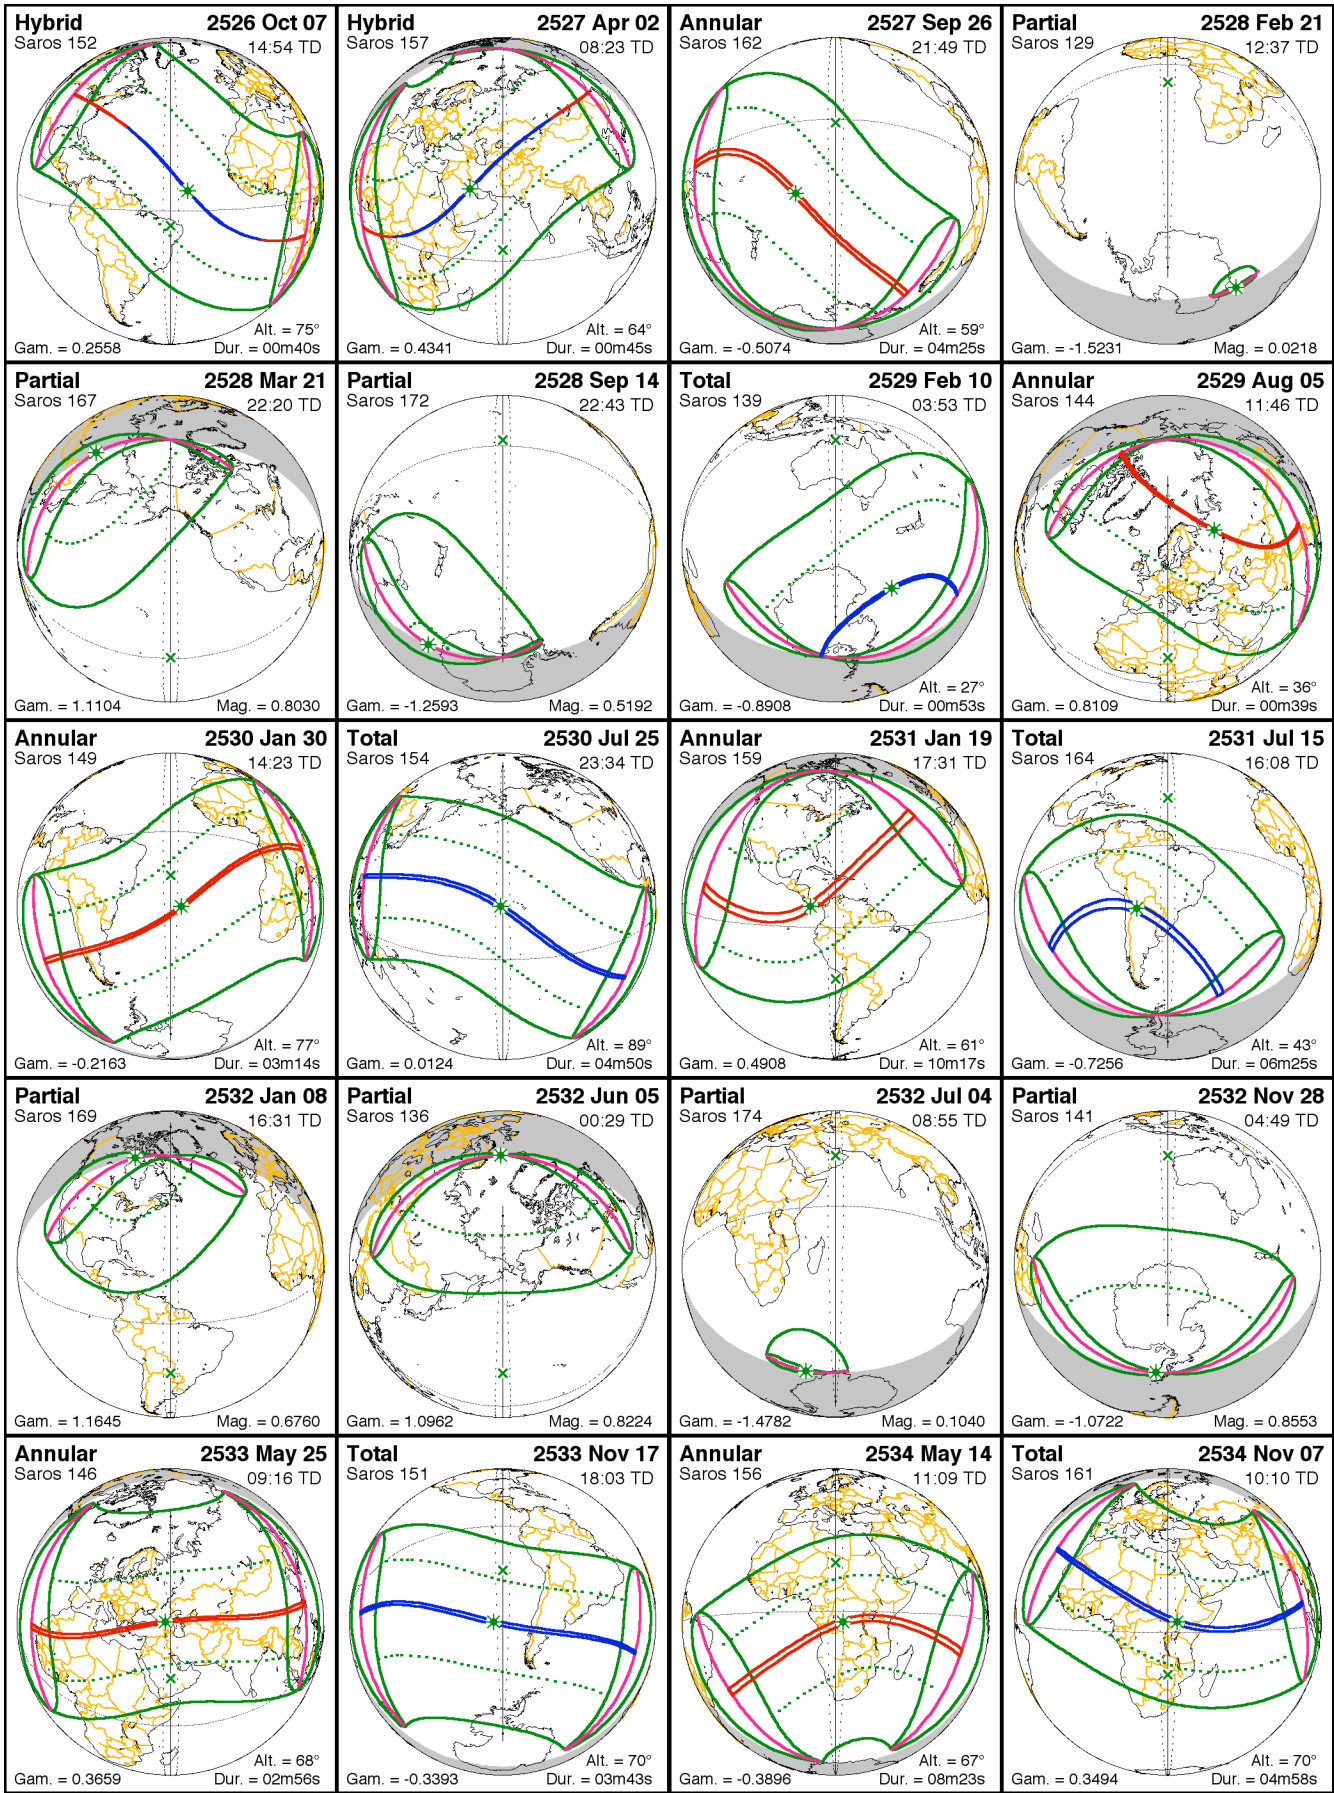 Hybrid 2526 Oct 07
Saros 152 14:54 TD
Alt. = 75°
Gam. = 0.2558 Dur. = 00m40s
Hybrid 2527 Apr 02
Saros 157 08:23 TD
Alt. = 64°
Gam. = 0.4341 Dur. = 00m45s
Annular 2527 Sep 26
Saros 162 21:49 TD
Alt. = 59°
Gam. = -0.5074 Dur. = 04m25s
Partial 2528 Feb 21
Saros 129 12:37 TD
Gam. = -1.5231 Mag. = 0.0218
Partial 2528 Mar 21
Saros 167 22:20 TD
Gam. = 1.1104 Mag. = 0.8030
Partial 2528 Sep 14
Saros 172 22:43 TD
Gam. = -1.2593 Mag. = 0.5192
Total 2529 Feb 10
Saros 139 03:53 TD
Alt. = 27°
Gam. = -0.8908 Dur. = 00m53s
Annular 2529 Aug 05
Saros 144 11:46 TD
Alt. = 36°
Gam. = 0.8109 Dur. = 00m39s
Annular 2530 Jan 30
Saros 149 14:23 TD
Alt. = 77°
Gam. = -0.2163 Dur. = 03m14s
Total 2530 Jul 25
Saros 154 23:34 TD
Alt. = 89°
Gam. = 0.0124 Dur. = 04m50s
Annular 2531 Jan 19
Saros 159 17:31 TD
Alt. = 61°
Gam. = 0.4908 Dur. = 10m17s
Total 2531 Jul 15
Saros 164 16:08 TD
Alt. = 43°
Gam. = -0.7256 Dur. = 06m25s
Partial 2532 Jan 08
Saros 169 16:31 TD
Gam. = 1.1645 Mag. = 0.6760
Partial 2532 Jun 05
Saros 136 00:29 TD
Gam. = 1.0962 Mag. = 0.8224
Partial 2532 Jul 04
Saros 174 08:55 TD
Gam. = -1.4782 Mag. = 0.1040
Partial 2532 Nov 28
Saros 141 04:49 TD
Gam. = -1.0722 Mag. = 0.8553
Annular 2533 May 25
Saros 146 09:16 TD
Alt. = 68°
Gam. = 0.3659 Dur. = 02m56s
Total 2533 Nov 17
Saros 151 18:03 TD
Alt. = 70°
Gam. = -0.3393 Dur. = 03m43s
Annular 2534 May 14
Saros 156 11:09 TD
Alt. = 67°
Gam. = -0.3896 Dur. = 08m23s
Total 2534 Nov 07
Saros 161 10:10 TD
Alt. = 70°
Gam. = 0.3494 Dur. = 04m58s